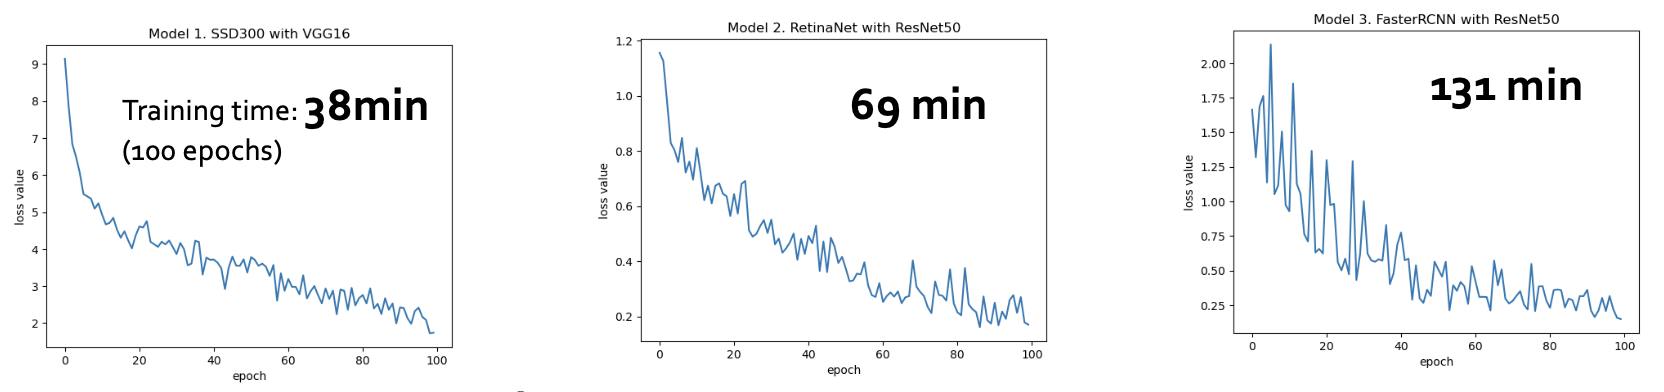 Model 1. SSD300 with VGG16
9
8
7
6
5
4
3
2
loss value
Training time: 38min
(100 epochs)
0 20 40 60 80 100
epoch
Model 2. RetinaNet with ResNet50
1.2
1.0
0.8
0.6
0.4
0.2
loss value
69 min
0 20 40 60 80 100
epoch
Model 3. FasterRCNN with ResNet50
2.00
1.75
1.50
1.25
1.00
0.75
0.50
0.25
loss value
131 min
0 20 40 60 80 100
epoch